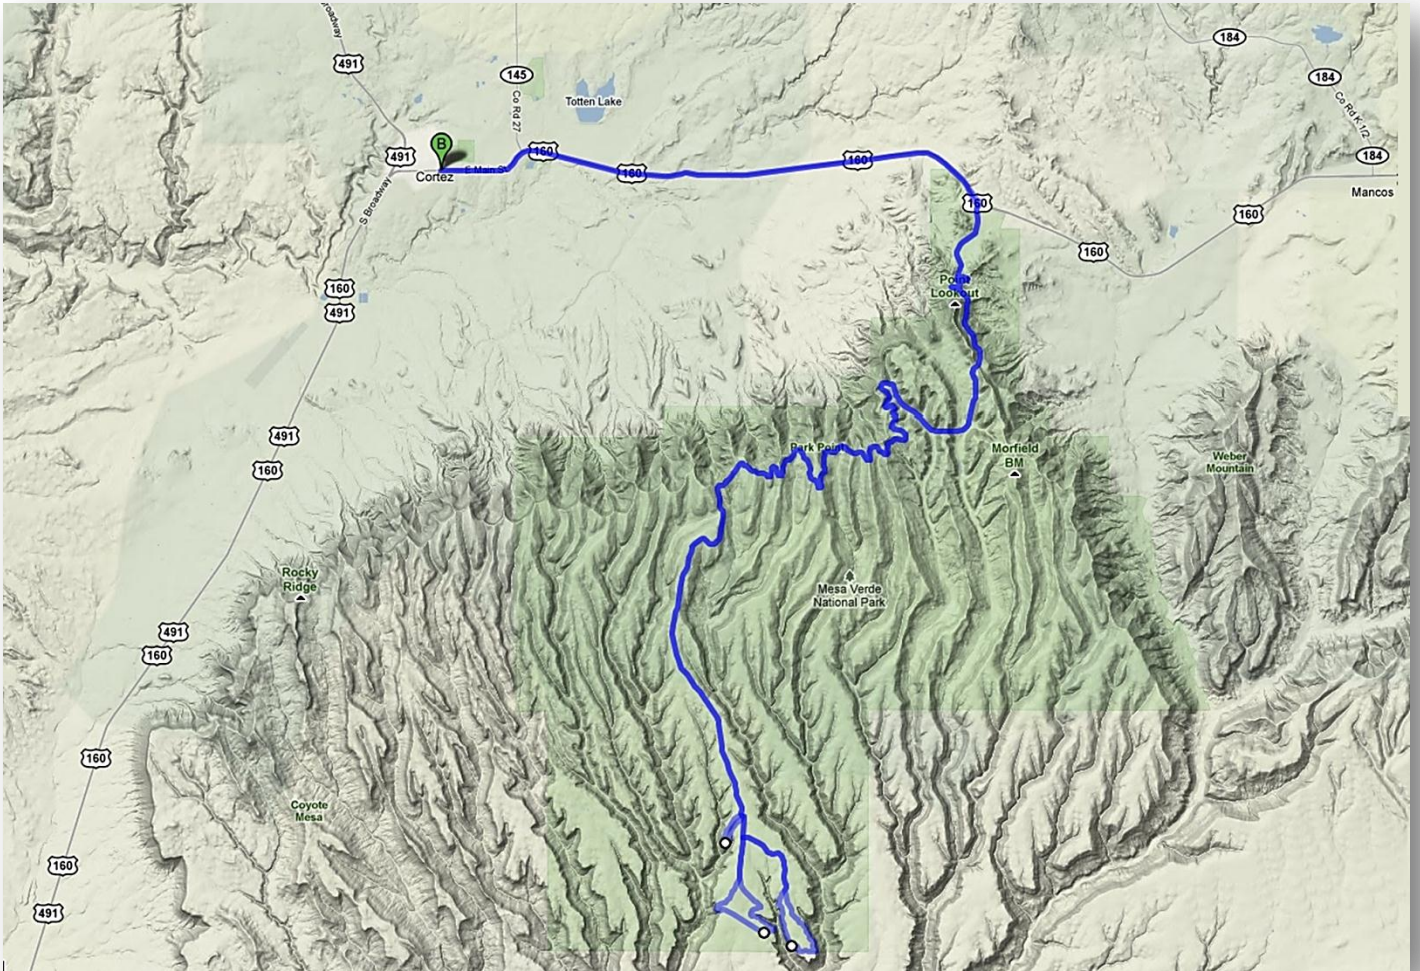 roadway
491
145
184
184
Co Rd 27
Totten Lake
Co Rd K 1/2
B
491
160
160
160
184
Cortez
E Main St
Mancos
S Broadway
160
160
160
160
491
Point
Lookout
491
160
Park Point
Morfield
BM
Weber
Mountain
Rocky
Ridge
Mesa Verde
National Park
491
160
160
Coyote
Mesa
160
491